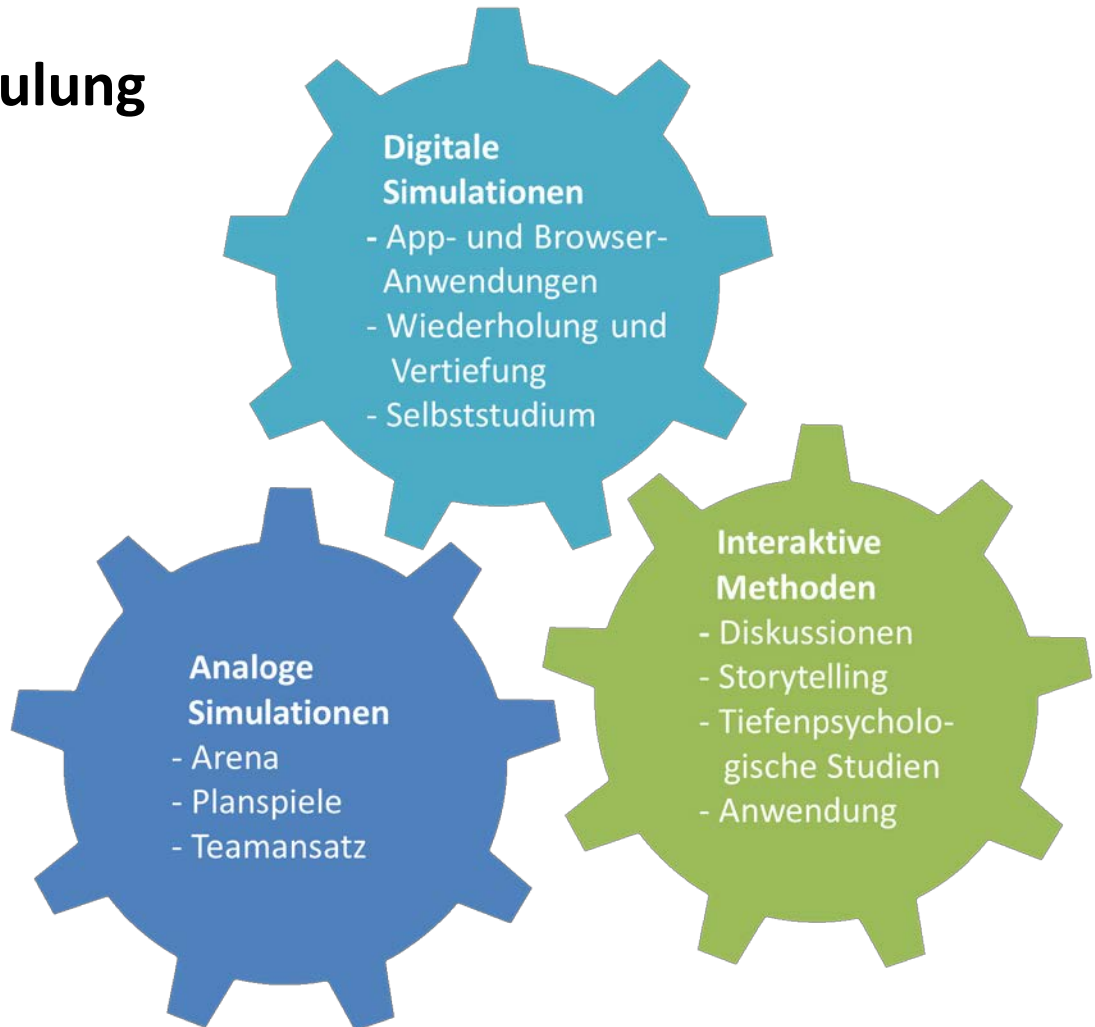 ulung
Digitale
Simulationen
- App- und Browser-
Anwendungen
- Wiederholung und
Vertiefung
- Selbststudium
Interaktive
Methoden
- Diskussionen
- Storytelling
- Tiefenpsycholo-
gische Studien
- Anwendung
Analoge
Simulationen
- Arena
- Planspiele
- Teamansatz